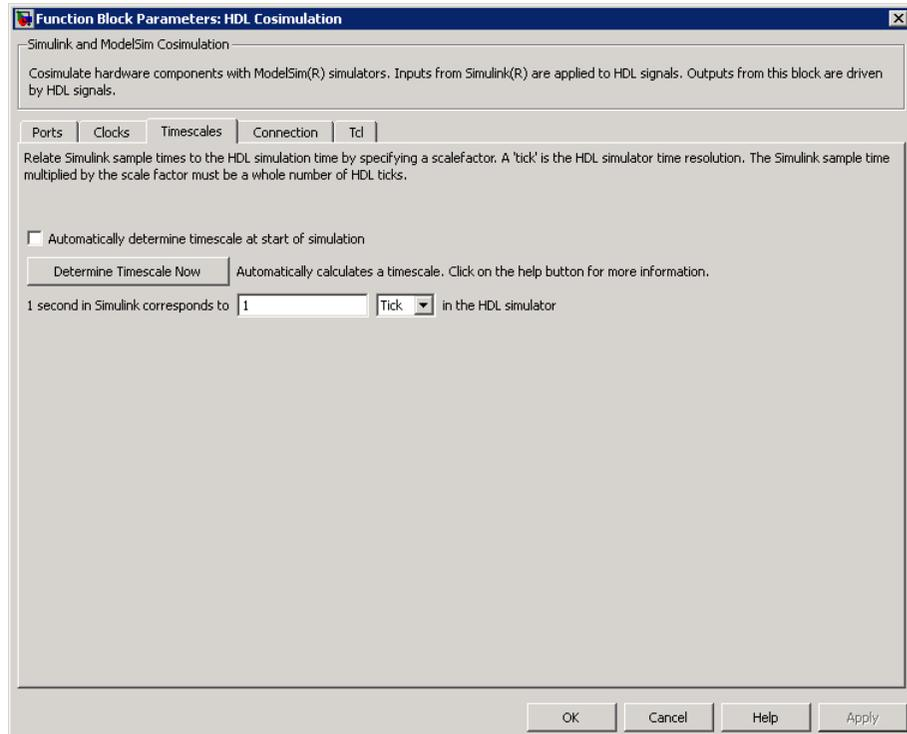 Function Block Parameters: HDL Cosimulation
Simulink and ModelSim Cosimulation
Cosimulate hardware components with ModelSim(R) simulators. Inputs from Simulink(R) are applied to HDL signals. Outputs from this block are driven
by HDL signals.
Ports Clocks Timescales Connection Tcl
Relate Simulink sample times to the HDL simulation time by specifying a scalefactor. A 'tick' is the HDL simulator time resolution. The Simulink sample time
multiplied by the scale factor must be a whole number of HDL ticks.
Automatically determine timescale at start of simulation
Determine Timescale Now Automatically calculates a timescale. Click on the help button for more information.
1 second in Simulink corresponds to 1 Tick in the HDL simulator
OK Cancel Help Apply